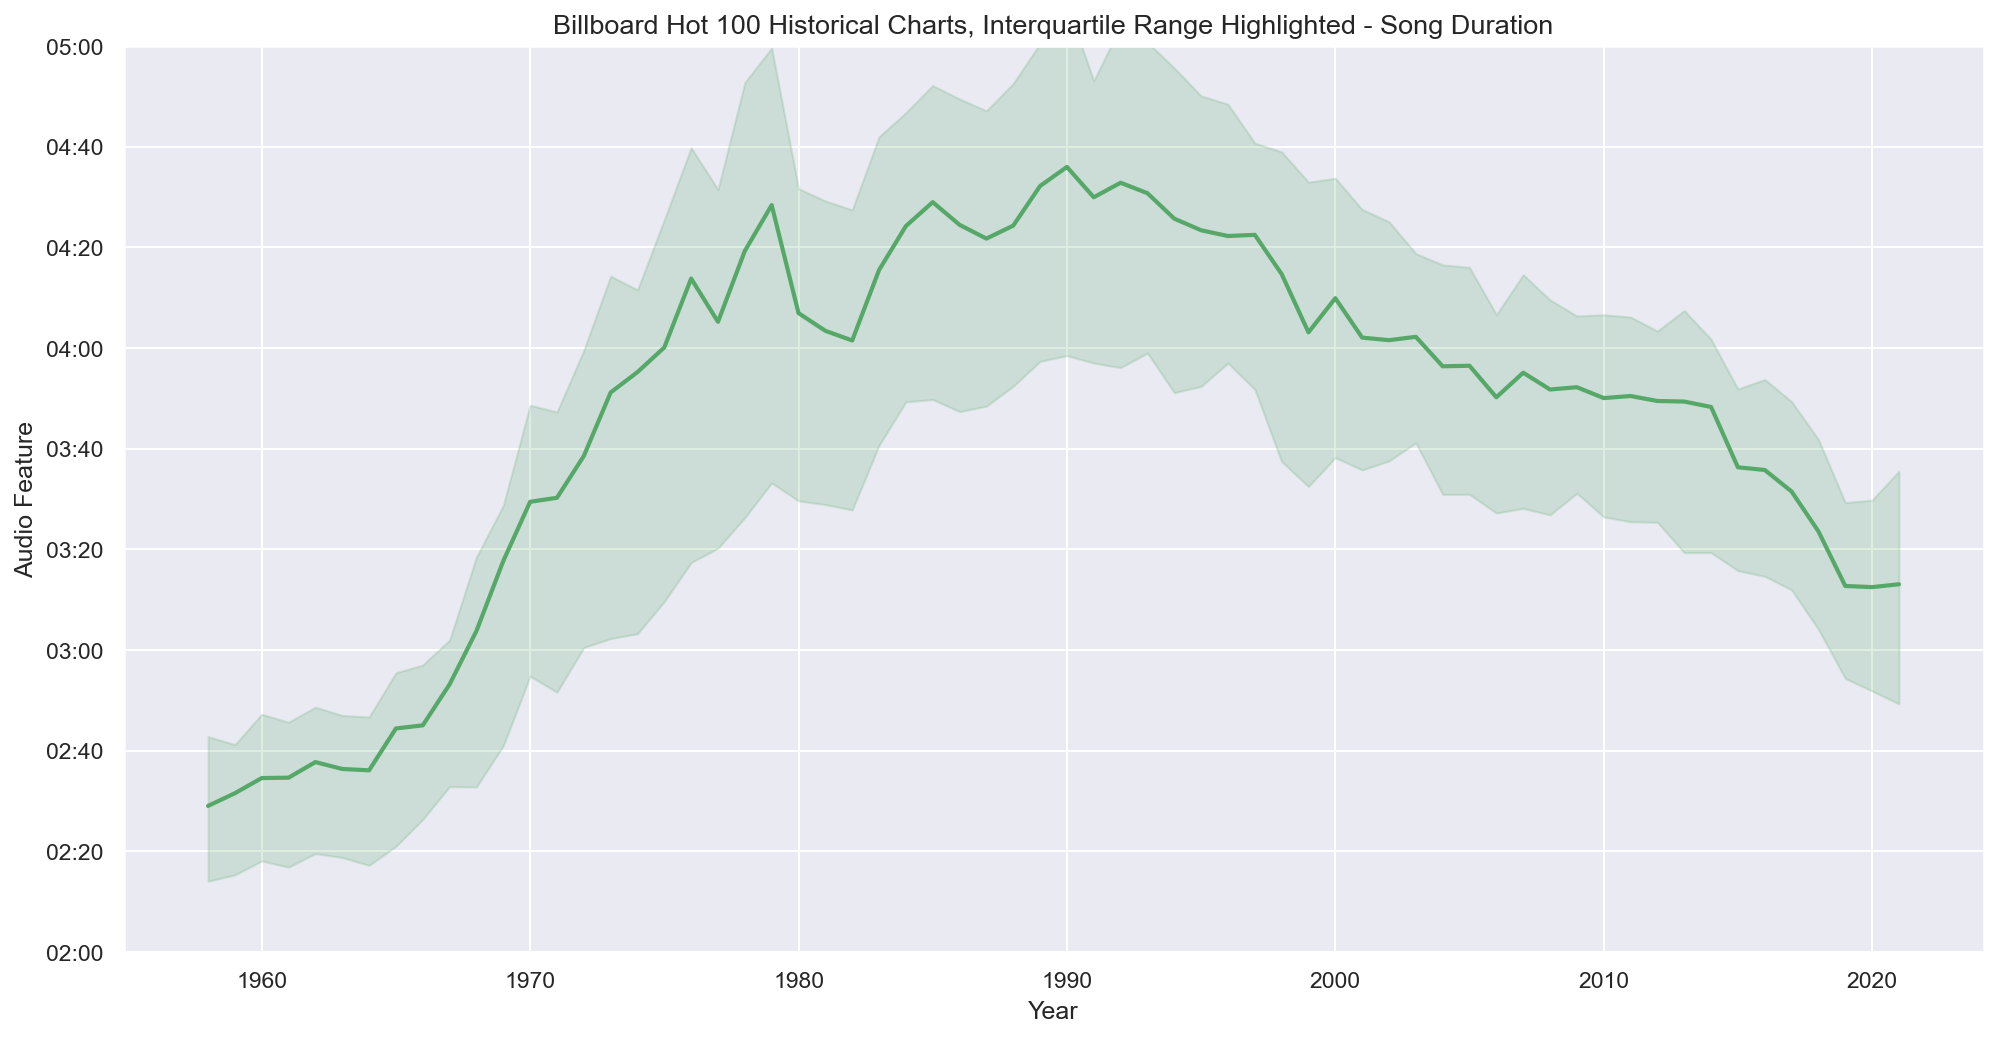 Billboard Hot 100 Historical Charts, Interquartile Range Highlighted - Song Duration
05:00
04:40
04:20
04:00
03:40
03:20
03:00
02:40
02:20
02:00
Audio Feature
1960 1970 1980 1990 2000 2010 2020
Year